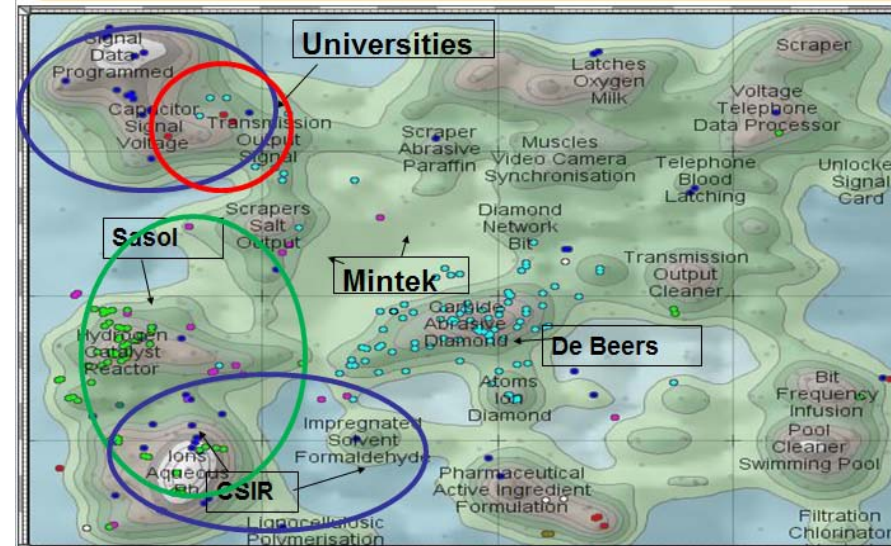 Signal
Data
Programmed
Universities
Scraper
Latches
Oxygen
Milk
Capacitor
Signal
Voltage
Transmission
Output
Signal
Voltage
Telephone
Data Processor
Scraper
Abrasive
Paraffin
Muscles
Video Camera
Synchronisation
Telephone
Blood
Latching
Unlocke
Signal
Card
Scrapers
Salt
Output
Diamond
Network
Bit
Sasol
Mintek
Transmission
Output
Cleaner
Carbide
Abrasive
Diamond
De Beers
Hydrogen
Catalyst
Reactor
Atoms
Ion
Diamond
Bit
Frequency
Infusion
Impregnated
Solvent
Formaldehyde
Pool
Cleaner
Swimming Pool
Ions
Aqueous
CSIR
Pharmaceutical
Active Ingredient
Formulation
Lignocellulosic
Polymerisation
Filtration
Chlorinator